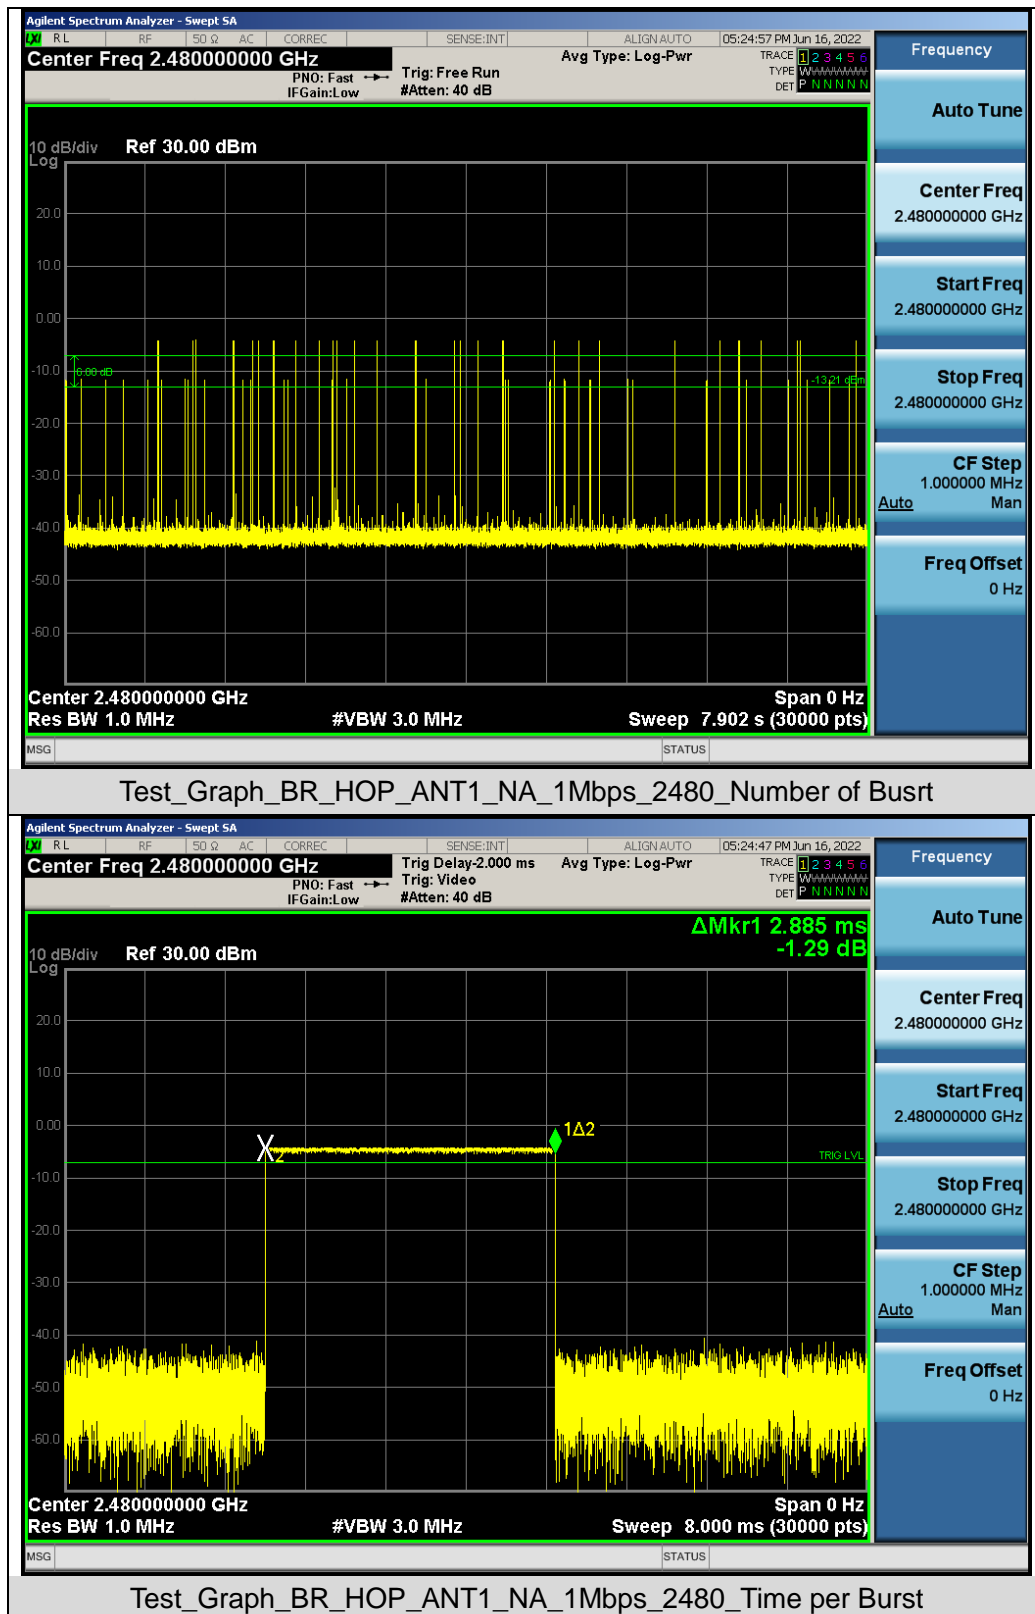 Agilent Spectrum Analyzer - Swept SA
LXI RL RF 50 Ω AC CORREC SENSE:INT ALIGN AUTO 05:24:57 PM Jun 16, 2022
Center Freq 2.480000000 GHz
Avg Type: Log-Pwr
TRACE 1 2 3 4 5 6
PNO: Fast Trig: Free Run
TYPE WWWWWW
IFGain:Low #Atten: 40 dB
DET P N N N N N
Frequency
Auto Tune
10 dB/div Ref 30.00 dBm
Log
20.0
10.0
0.00
-10.0
-20.0
-30.0
-40.0
-50.0
-60.0
6.00 dB
-13.21 dBm
Center Freq
2.480000000 GHz
Start Freq
2.480000000 GHz
Stop Freq
2.480000000 GHz
CF Step
1.000000 MHz
Auto Man
Freq Offset
0 Hz
Center 2.480000000 GHz Span 0 Hz
Res BW 1.0 MHz #VBW 3.0 MHz Sweep 7.902 s (30000 pts)
MSG STATUS
Test_Graph_BR_HOP_ANT1_NA_1Mbps_2480_Number of Busrt
Agilent Spectrum Analyzer - Swept SA
LXI RL RF 50 Ω AC CORREC SENSE:INT ALIGN AUTO 05:24:47 PM Jun 16, 2022
Center Freq 2.480000000 GHz
Trig Delay-2.000 ms Avg Type: Log-Pwr
TRACE 1 2 3 4 5 6
PNO: Fast Trig: Video
TYPE WWWWWW
IFGain:Low #Atten: 40 dB
DET P N N N N N
Frequency
Auto Tune
ΔMkr1 2.885 ms
-1.29 dB
10 dB/div Ref 30.00 dBm
Log
20.0
10.0
0.00
-10.0
-20.0
-30.0
-40.0
-50.0
-60.0
X2
1Δ2
TRIG LVL
Center Freq
2.480000000 GHz
Start Freq
2.480000000 GHz
Stop Freq
2.480000000 GHz
CF Step
1.000000 MHz
Auto Man
Freq Offset
0 Hz
Center 2.480000000 GHz Span 0 Hz
Res BW 1.0 MHz #VBW 3.0 MHz Sweep 8.000 ms (30000 pts)
MSG STATUS
Test_Graph_BR_HOP_ANT1_NA_1Mbps_2480_Time per Burst